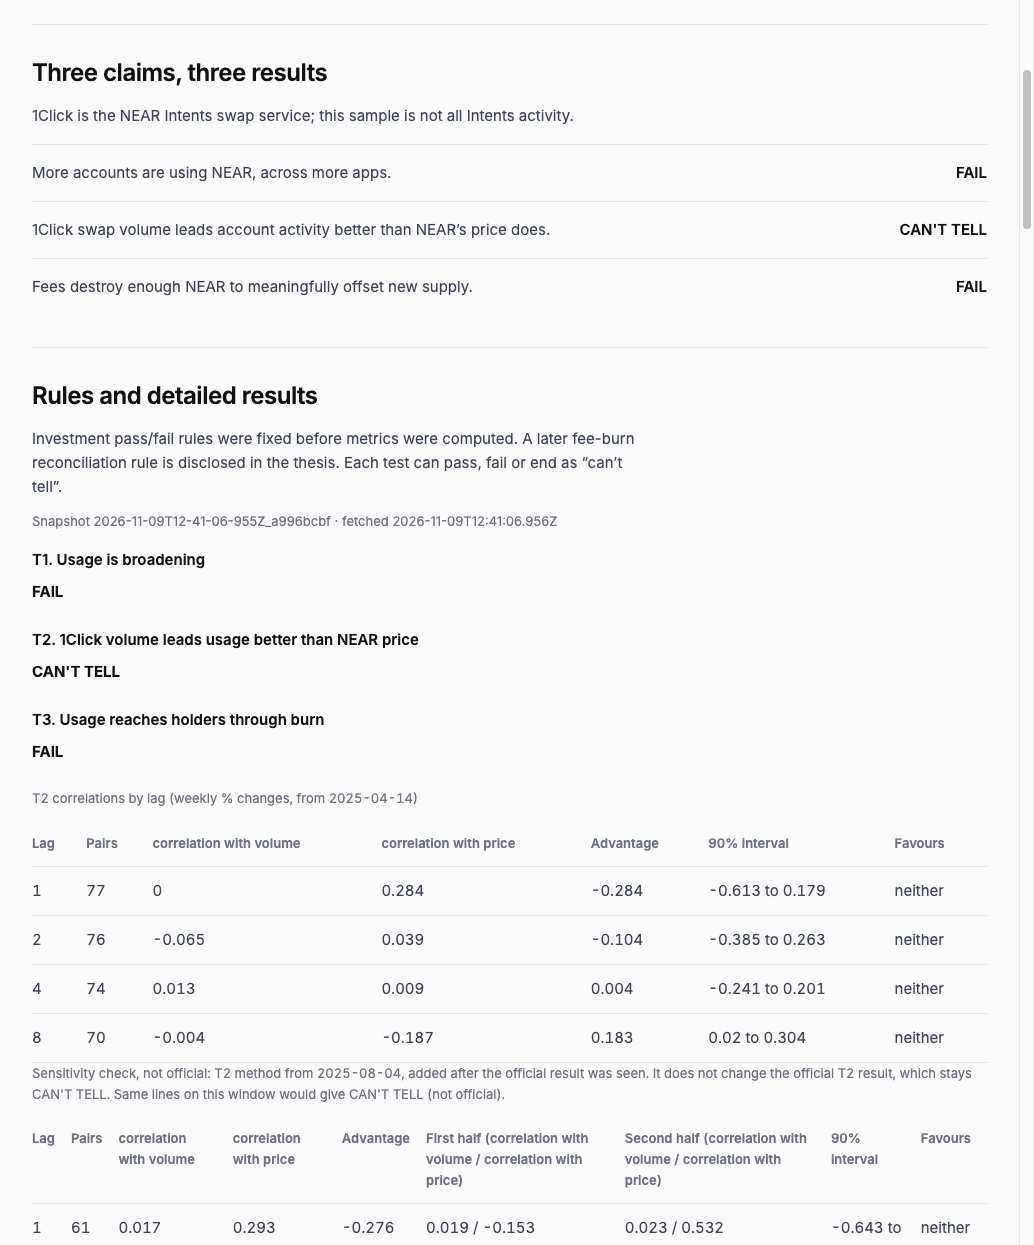 Three claims, three results
1Click is the NEAR Intents swap service; this sample is not all Intents activity.
More accounts are using NEAR, across more apps. FAIL
1Click swap volume leads account activity better than NEAR’s price does. CAN'T TELL
Fees destroy enough NEAR to meaningfully offset new supply. FAIL
Rules and detailed results
Investment pass/fail rules were fixed before metrics were computed. A later fee-burn
reconciliation rule is disclosed in the thesis. Each test can pass, fail or end as “can’t
tell”.
Snapshot 2026-11-09T12-41-06-955Z_a996bcbf · fetched 2026-11-09T12:41:06.956Z
T1. Usage is broadening
FAIL
T2. 1Click volume leads usage better than NEAR price
CAN'T TELL
T3. Usage reaches holders through burn
FAIL
T2 correlations by lag (weekly % changes, from 2025-04-14)
Lag Pairs correlation with volume correlation with price Advantage 90% interval Favours
1 77 0 0.284 -0.284 -0.613 to 0.179 neither
2 76 -0.065 0.039 -0.104 -0.385 to 0.263 neither
4 74 0.013 0.009 0.004 -0.241 to 0.201 neither
8 70 -0.004 -0.187 0.183 0.02 to 0.304 neither
Sensitivity check, not official: T2 method from 2025-08-04, added after the official result was seen. It does not change the official T2 result, which stays
CAN'T TELL. Same lines on this window would give CAN'T TELL (not official).
Lag Pairs correlation correlation Advantage First half (correlation with Second half (correlation with 90% Favours
with volume with price volume / correlation with volume / correlation with interval
price) price)
1 61 0.017 0.293 -0.276 0.019 / -0.153 0.023 / 0.532 -0.643 to neither